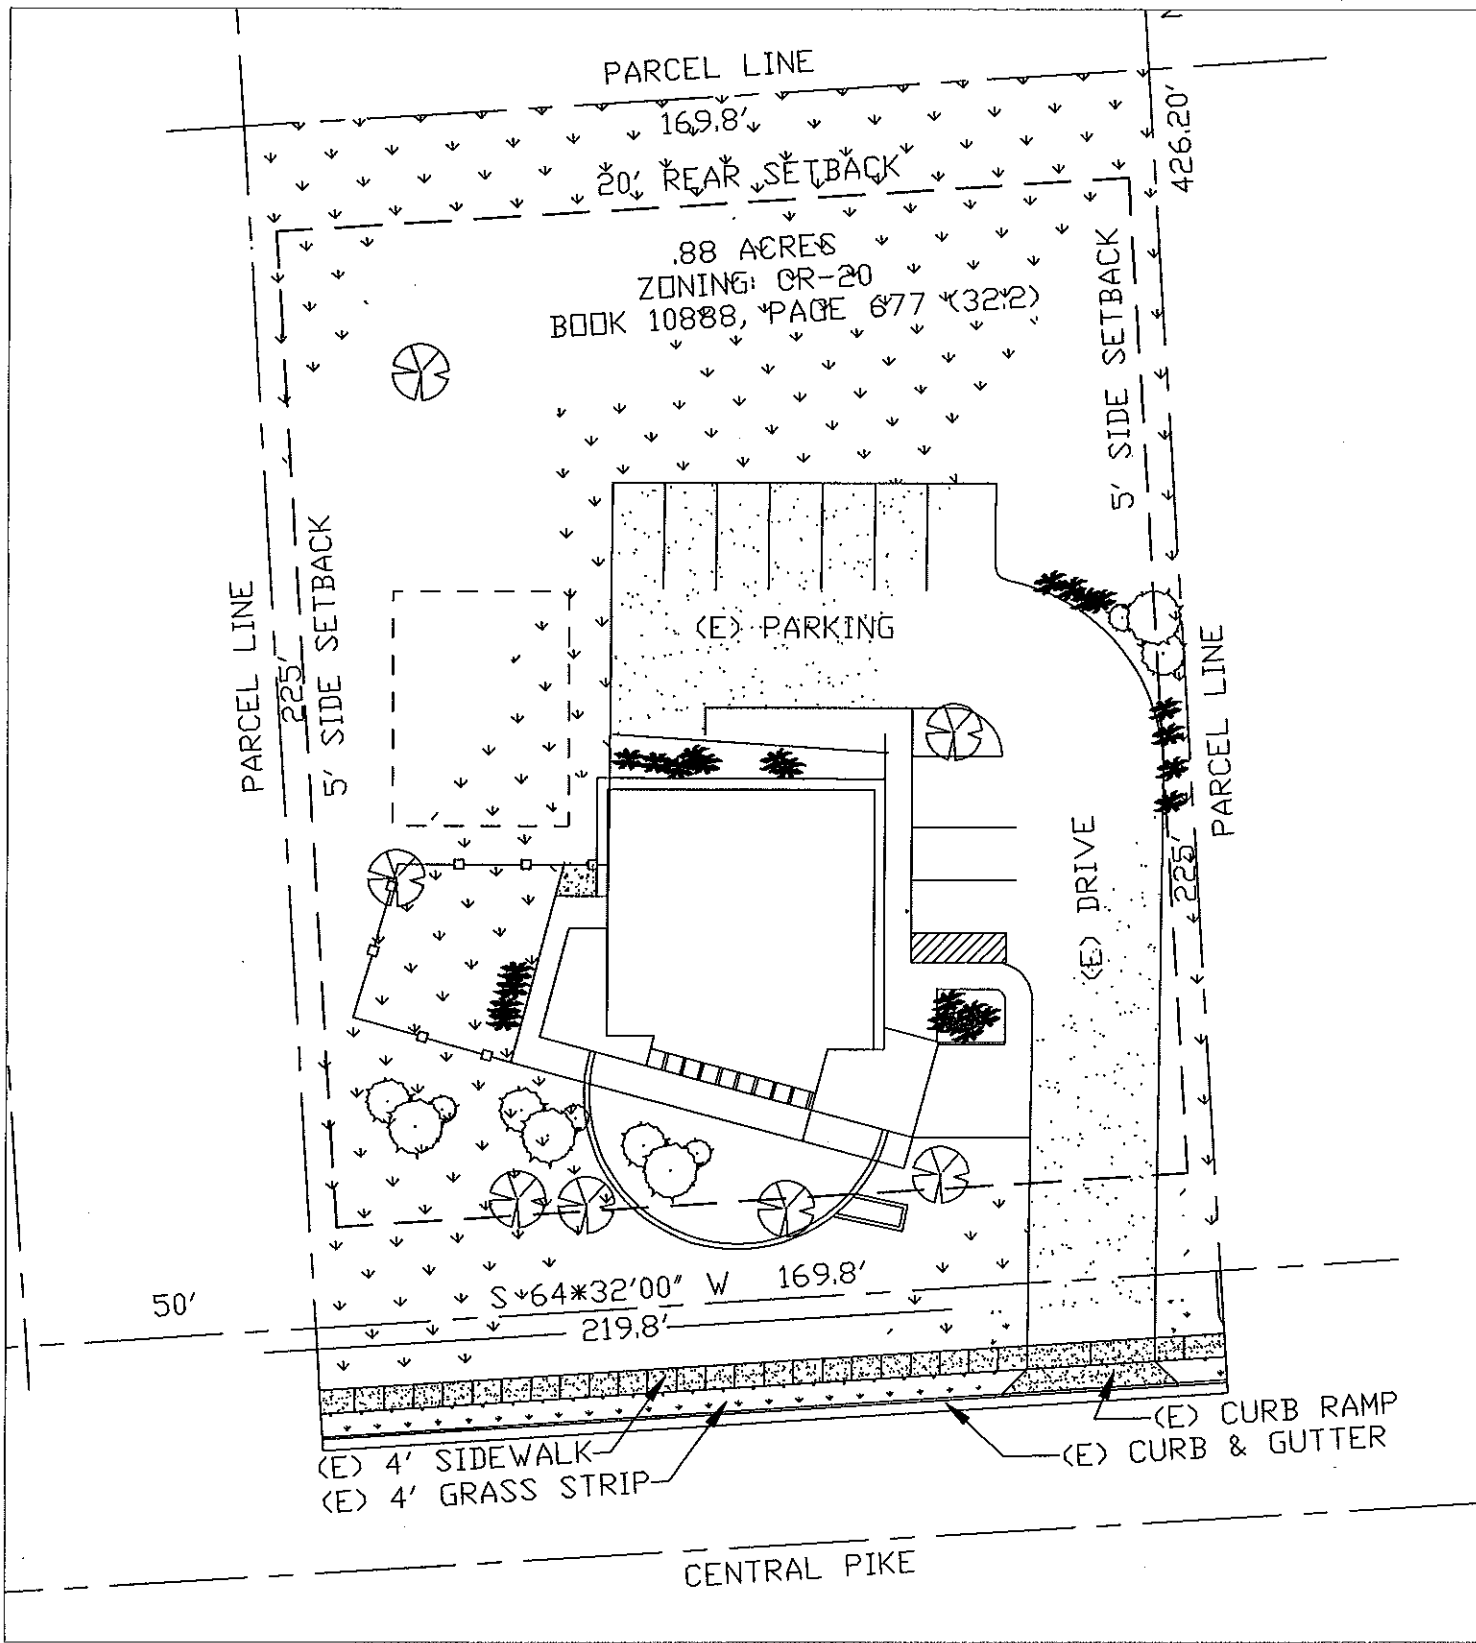 PARCEL LINE
169.8'
426.20'
20' REAR SETBACK
.88 ACRES
ZONING: CR-20
BOOK 10888, PAGE 677 (32.2)
5' SIDE SETBACK
PARCEL LINE
225'
5' SIDE SETBACK
(E) PARKING
PARCEL LINE
225'
(E) DRIVE
50'
S 64*32'00" W 169.8'
219.8'
(E) 4' SIDEWALK
(E) 4' GRASS STRIP
(E) CURB RAMP
(E) CURB & GUTTER
CENTRAL PIKE